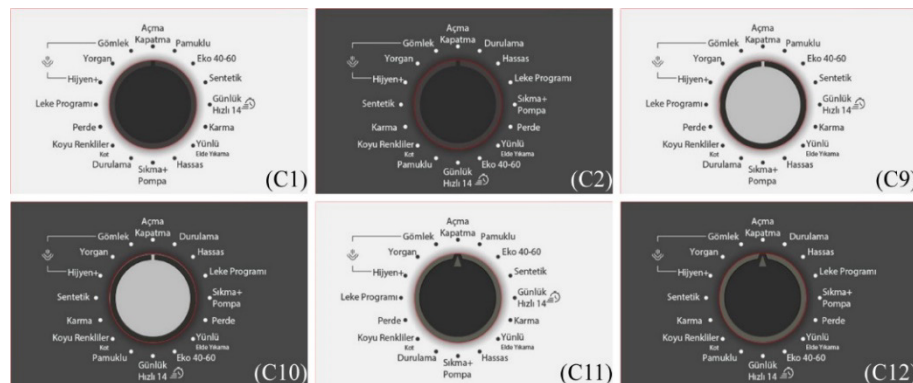 Açma
Kapatma
Gömlek Pamuklu
Yorgan Eko 40-60
Hijyen+ Sentetik
Leke Programı Günlük
Hızlı 14
Perde Karma
Koyu Renkliler Yünlü
Kot Elde Yıkama
Durulama Sıkma+ Hassas
Pompa
(C1)
Açma
Kapatma
Gömlek Durulama
Yorgan Hassas
Hijyen+ Leke Programı
Sentetik Sıkma+
Pompa
Karma Perde
Koyu Renkliler Yünlü
Kot Elde Yıkama
Pamuklu Günlük Eko 40-60
Hızlı 14
(C2)
Açma
Kapatma
Gömlek Pamuklu
Yorgan Eko 40-60
Hijyen+ Sentetik
Leke Programı Günlük
Hızlı 14
Perde Karma
Koyu Renkliler Yünlü
Kot Elde Yıkama
Durulama Sıkma+ Hassas
Pompa
(C9)
Açma
Kapatma
Gömlek Durulama
Yorgan Hassas
Hijyen+ Leke Programı
Sentetik Sıkma+
Pompa
Karma Perde
Koyu Renkliler Yünlü
Kot Elde Yıkama
Pamuklu Günlük Eko 40-60
Hızlı 14
(C10)
Açma
Kapatma
Gömlek Pamuklu
Yorgan Eko 40-60
Hijyen+ Sentetik
Leke Programı Günlük
Hızlı 14
Perde Karma
Koyu Renkliler Yünlü
Kot Elde Yıkama
Durulama Sıkma+ Hassas
Pompa
(C11)
Açma
Kapatma
Gömlek Durulama
Yorgan Hassas
Hijyen+ Leke Programı
Sentetik Sıkma+
Pompa
Karma Perde
Koyu Renkliler Yünlü
Kot Elde Yıkama
Pamuklu Günlük Eko 40-60
Hızlı 14
(C12)